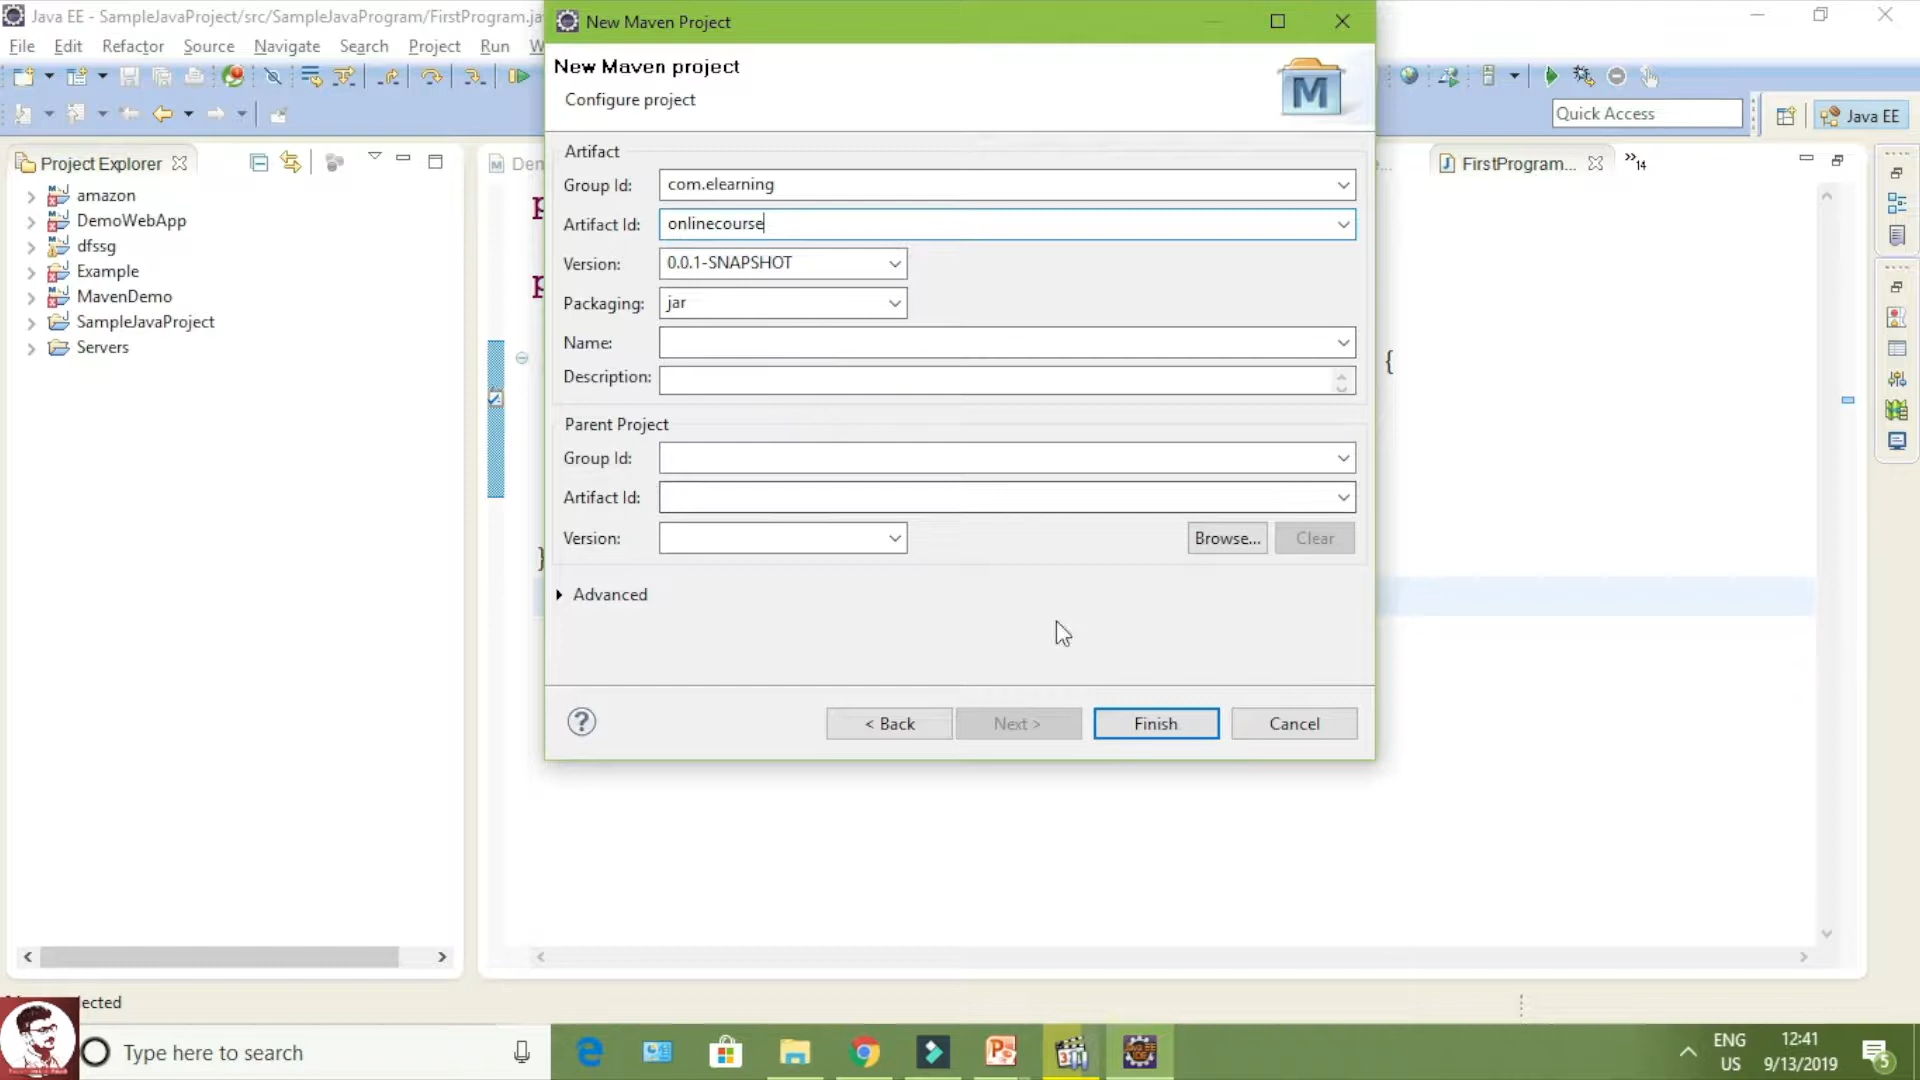 Java EE - SampleJavaProject/src/SampleJavaProgram/FirstProgram.ja
File Edit Refactor Source Navigate Search Project Run W
New Maven Project
New Maven project
Configure project
M
Quick Access
Java EE
Project Explorer
amazon
DemoWebApp
dfssg
Example
MavenDemo
SampleJavaProject
Servers
Den
FirstProgram...
»14
p
p
{
}
Artifact
Group Id: com.elearning
Artifact Id: onlinecourse
Version: 0.0.1-SNAPSHOT
Packaging: jar
Name:
Description:
Parent Project
Group Id:
Artifact Id:
Version:
Browse... Clear
Advanced
< Back Next > Finish Cancel
ected
Type here to search
ENG
US
12:41
9/13/2019
5